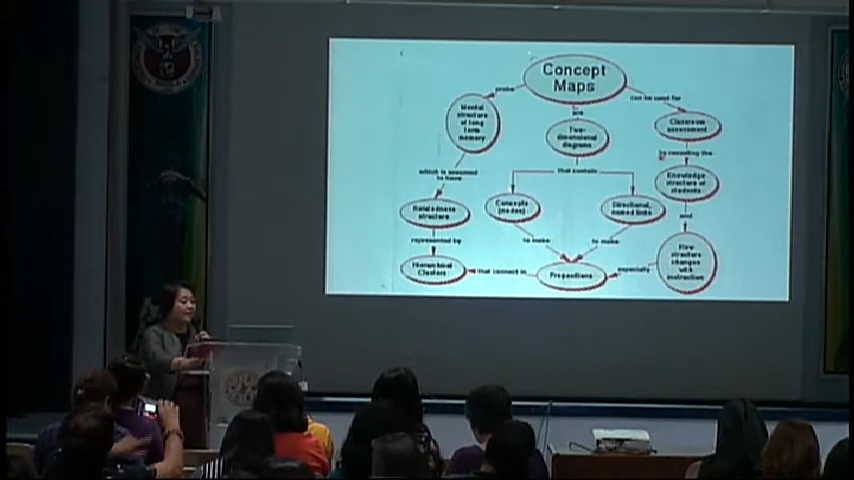 Concept
Maps
probe
can be used for
are
Mental
structure
of long
term
memory
Two-
dimensional
diagrams
Classroom
assessment
by revealing the
which is assumed
to have
that contain
Knowledge
structure of
students
Relatedness
structure
Concepts
(nodes)
Directional,
named links
and
represented by
to make
to make
How
structure
changes
with
instruction
Hierarchical
Clusters
that connect in
Propositions
especially